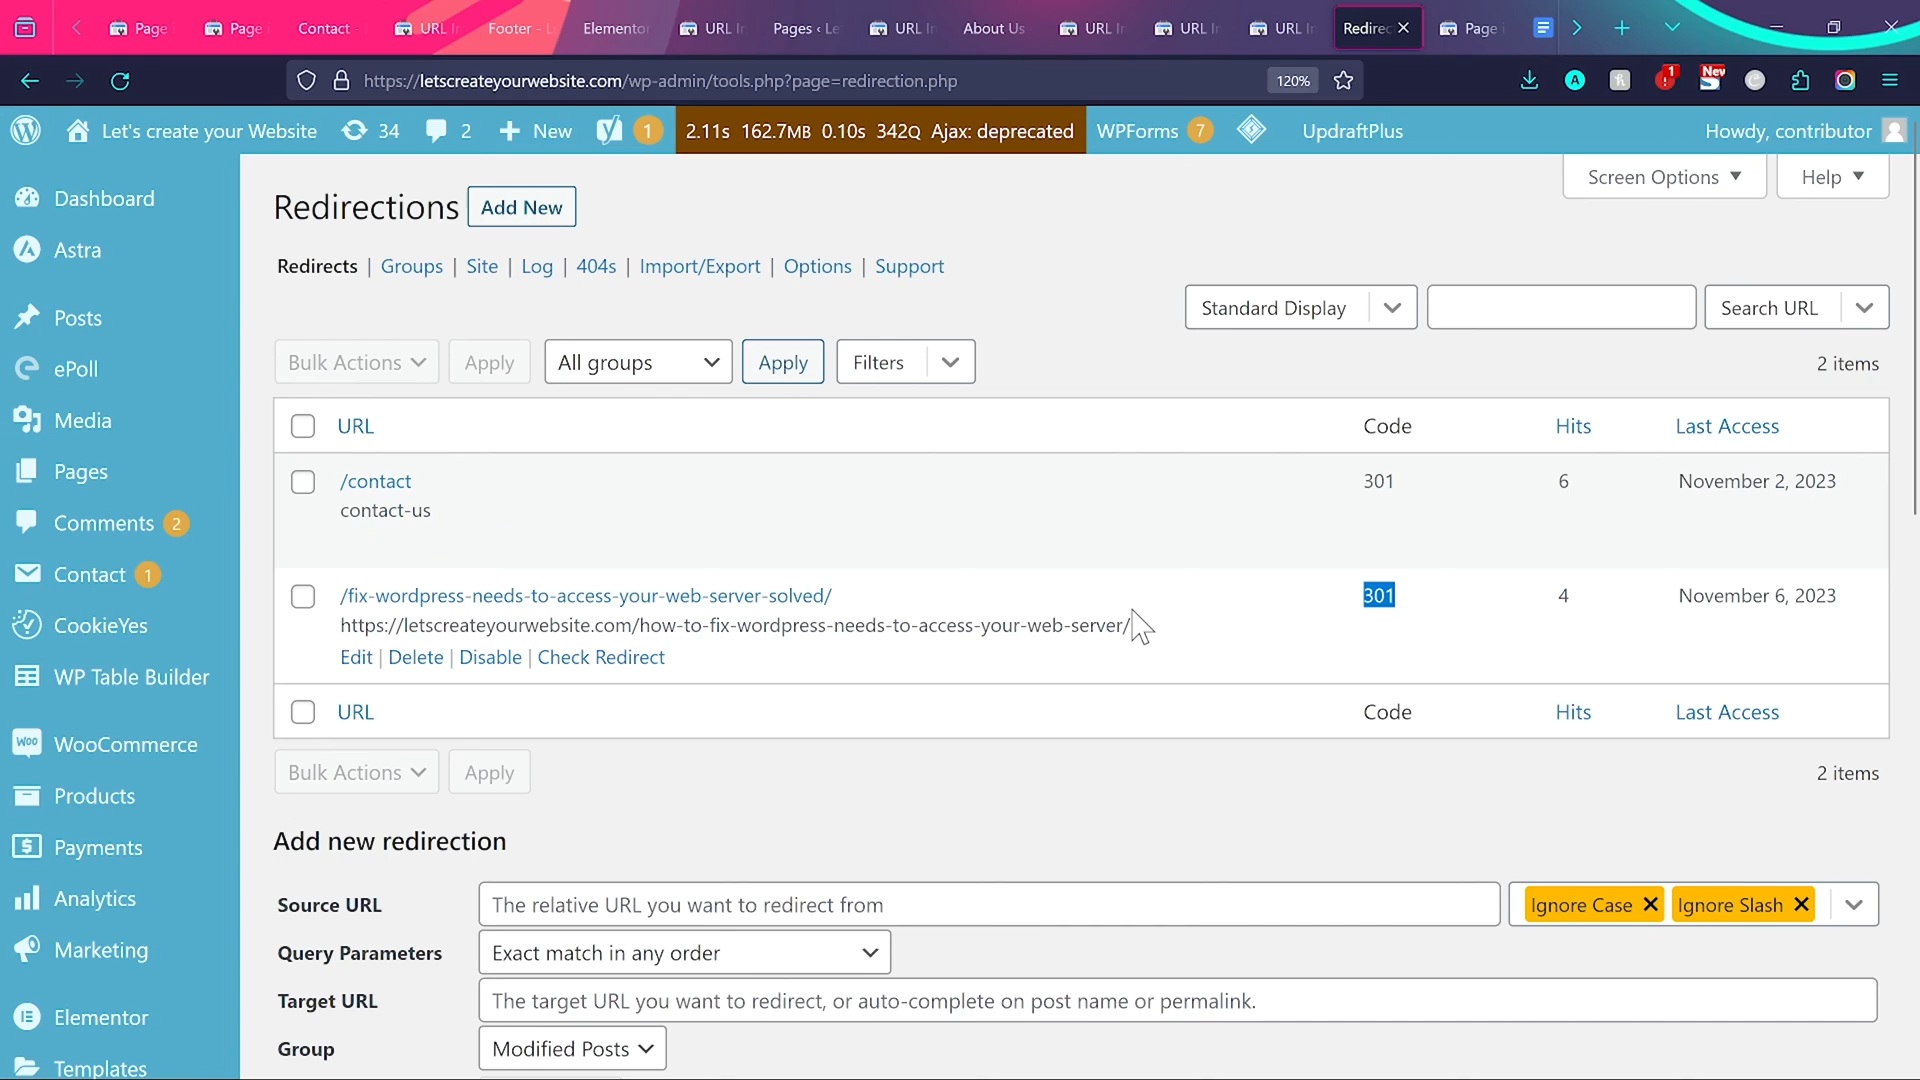 Page
Page
Contact -
URL In
Footer - L
Elementor
URL In
Pages ‹ Le
URL In
About Us
URL In
URL In
URL In
Redirec
Page i
https://letscreateyourwebsite.com/wp-admin/tools.php?page=redirection.php
120%
1
New
Let's create your Website
34
2
New
1
2.11s 162.7MB 0.10s 342Q Ajax: deprecated
WPForms 7
UpdraftPlus
Howdy, contributor
Dashboard
Astra
Posts
ePoll
Media
Pages
Comments 2
Contact 1
CookieYes
WP Table Builder
WooCommerce
Products
Payments
Analytics
Marketing
Elementor
Templates
Screen Options
Help
Redirections Add New
Redirects | Groups | Site | Log | 404s | Import/Export | Options | Support
Standard Display
Search URL
Bulk Actions Apply All groups Apply Filters
2 items
URL Code Hits Last Access
/contact 301 6 November 2, 2023
contact-us
/fix-wordpress-needs-to-access-your-web-server-solved/ 301 4 November 6, 2023
https://letscreateyourwebsite.com/how-to-fix-wordpress-needs-to-access-your-web-server/
Edit | Delete | Disable | Check Redirect
URL Code Hits Last Access
Bulk Actions Apply
2 items
Add new redirection
Source URL The relative URL you want to redirect from Ignore Case Ignore Slash
Query Parameters Exact match in any order
Target URL The target URL you want to redirect, or auto-complete on post name or permalink.
Group Modified Posts